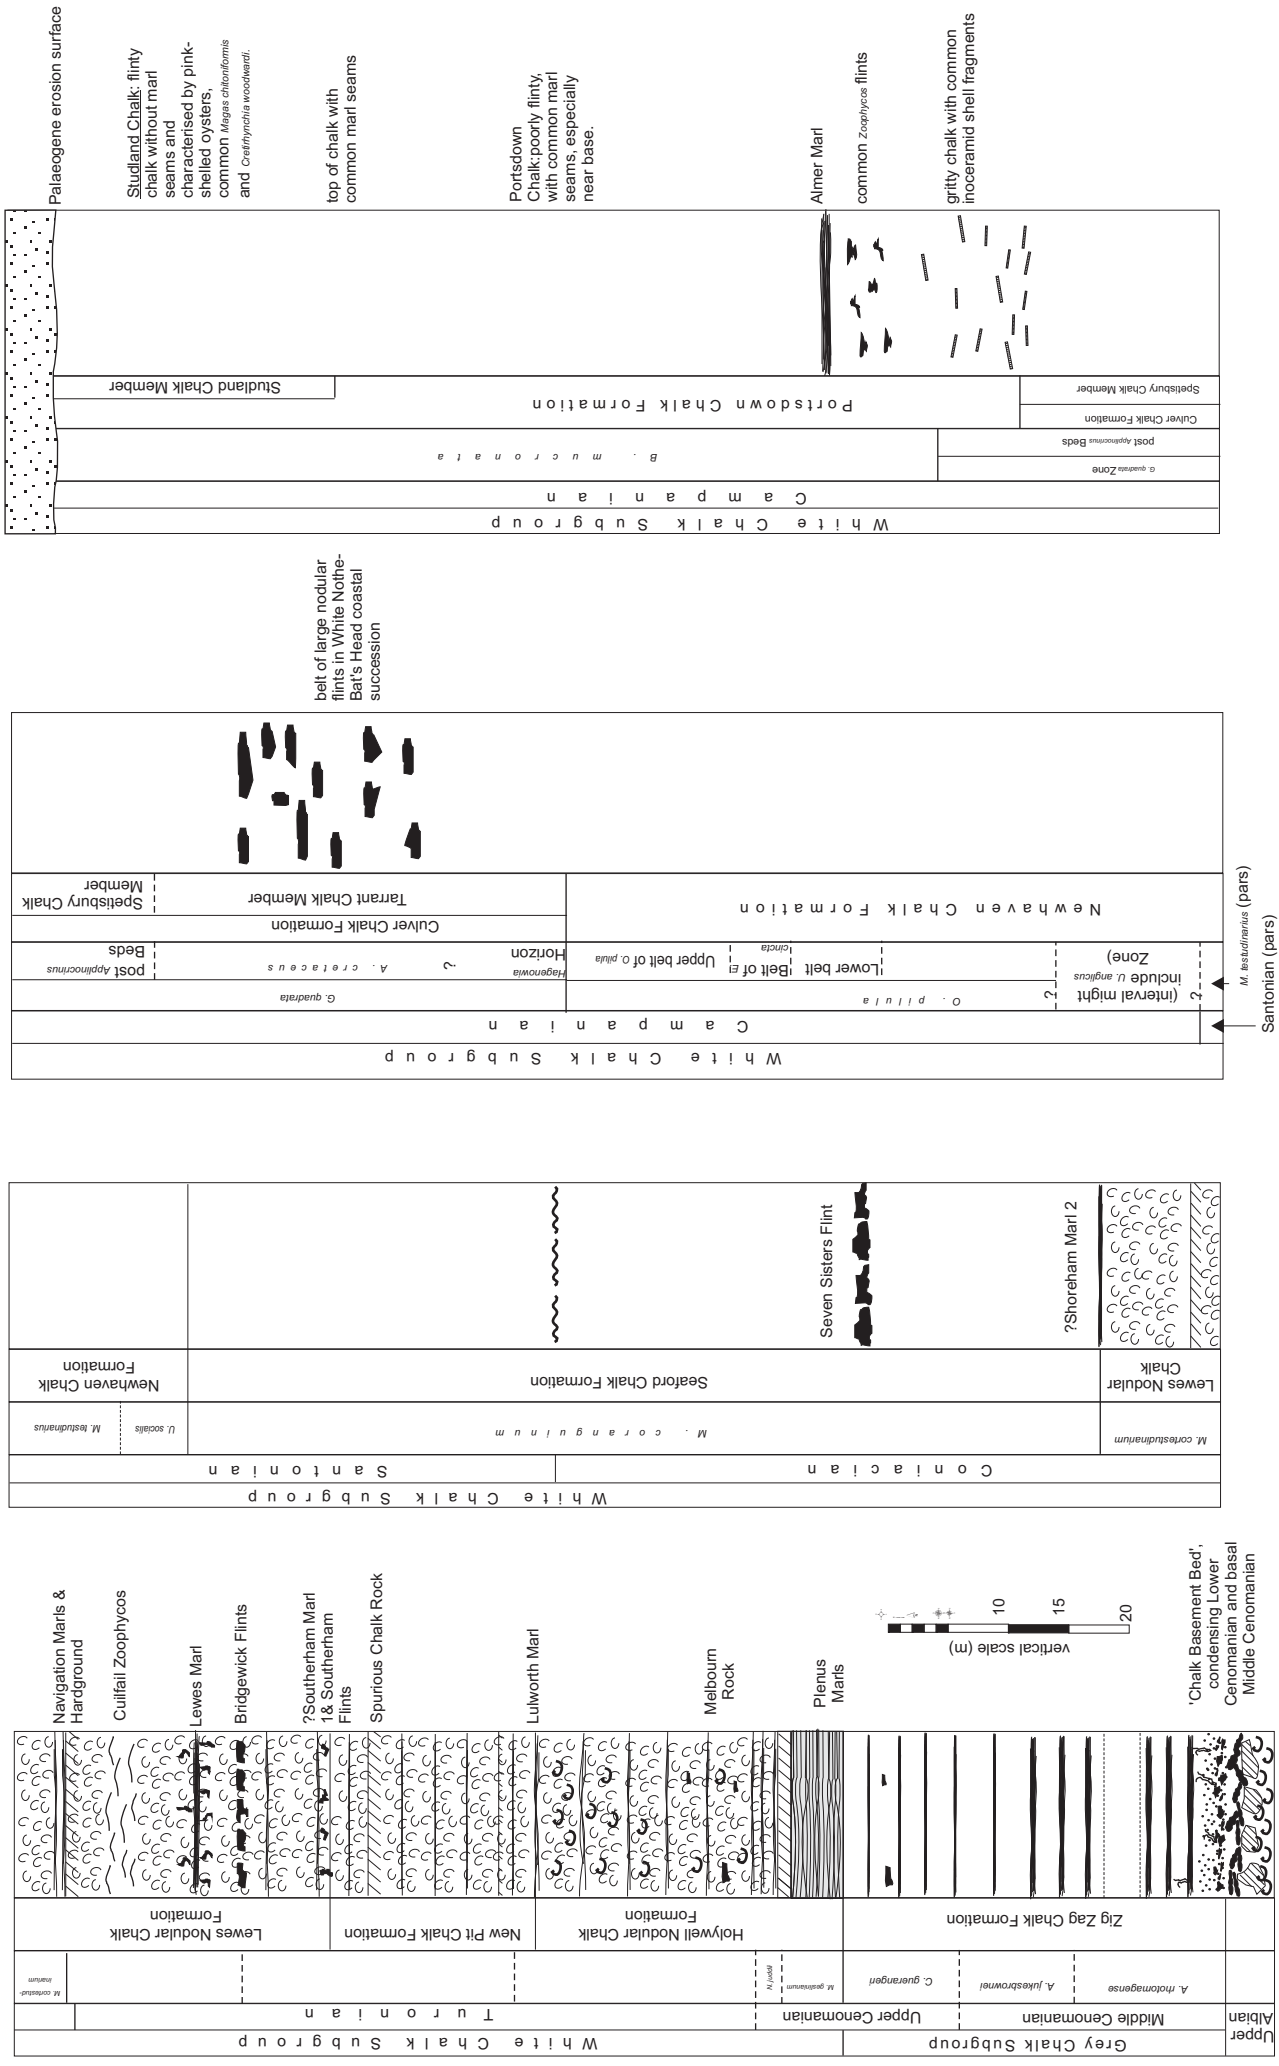 Palaeogene erosion surface
Studland Chalk: flinty
chalk without marl
seams and
characterised by pink-
shelled oysters,
common Magas chitoniformis
and Cretirhynchia woodwardi.
top of chalk with
common marl seams
Portsdown
Chalk:poorly flinty,
with common marl
seams, especially
near base.
Almer Marl
common Zoophycos flints
gritty chalk with common
inoceramid shell fragments
Studland Chalk Member
Portsdown Chalk Formation
Spetisbury Chalk Member
Culver Chalk Formation
B. mucronata
post Applinocrinus Beds
G. quadrata Zone
Campanian
White Chalk Subgroup
belt of large nodular
flints in White Nothe-
Bat's Head coastal
succession
Spetisbury Chalk
Member
Tarrant Chalk Member
Culver Chalk Formation
Newhaven Chalk Formation
post Applinocrinus
Beds
A. cretaceus
?
Hagenowia
Horizon
Upper belt of O. pilula
Belt of E
cincta
Lower belt
G. quadrata
O. pilula
?
(interval might
include U. anglicus
Zone)
?
M. testudinarius (pars)
Santonian (pars)
Campanian
White Chalk Subgroup
Seven Sisters Flint
?Shoreham Marl 2
Newhaven Chalk
Formation
Seaford Chalk Formation
Lewes Nodular
Chalk
M. testudinarius
U. socialis
M. coranguinum
M. cortestudinarium
Santonian
Coniacian
White Chalk Subgroup
Navigation Marls &
Hardground
Cuilfail Zoophycos
Lewes Marl
Bridgewick Flints
?Southerham Marl
1& Southerham
Flints
Spurious Chalk Rock
Lulworth Marl
Melbourn
Rock
Plenus
Marls
10
15
20
vertical scale (m)
'Chalk Basement Bed',
condensing Lower
Cenomanian and basal
Middle Cenomanian
Lewes Nodular Chalk
Formation
New Pit Chalk Formation
Holywell Nodular Chalk
Formation
Zig Zag Chalk Formation
M. cortestud-
inarium
N. juddii
M. geslinianum
C. guerangeri
A. jukesbrownei
A. rhotomagense
Turonian
Upper Cenomanian
Middle Cenomanian
Upper
Albian
White Chalk Subgroup
Grey Chalk Subgroup